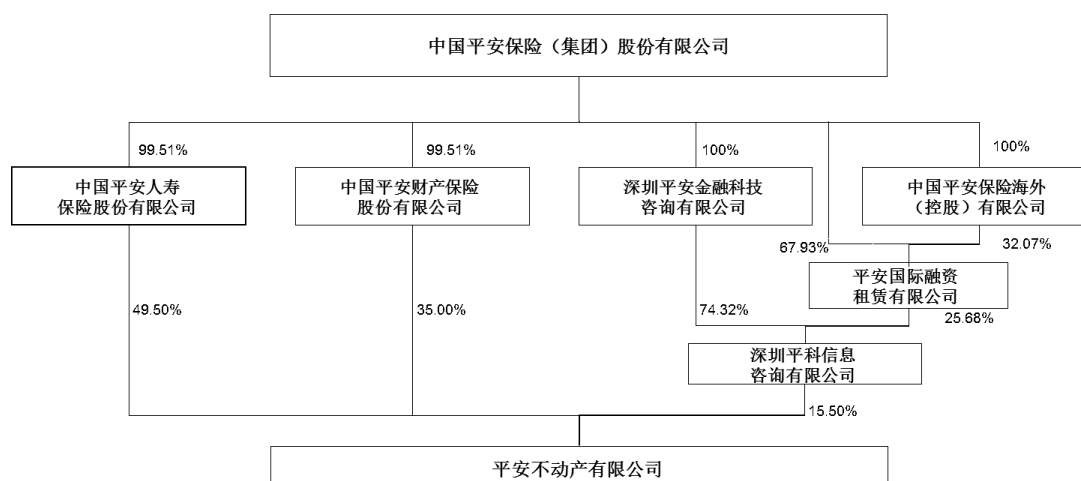 中国平安保险（集团）股份有限公司
99.51%
99.51%
100%
100%
中国平安人寿
保险股份有限公司
中国平安财产保险
股份有限公司
深圳平安金融科技
咨询有限公司
中国平安保险海外
（控股）有限公司
67.93%
32.07%
平安国际融资
租赁有限公司
49.50%
35.00%
74.32%
25.68%
深圳平科信息
咨询有限公司
15.50%
平安不动产有限公司